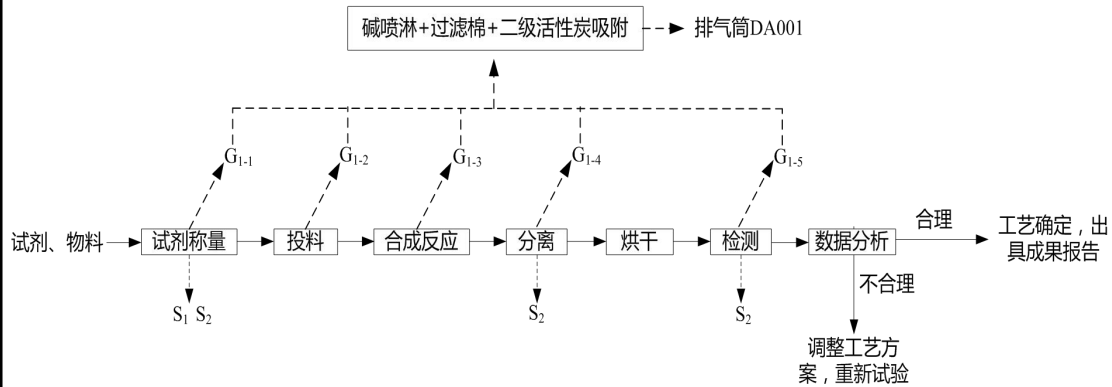 碱喷淋+过滤棉+二级活性炭吸附
排气筒DA001
G1-1
G1-2
G1-3
G1-4
G1-5
试剂、物料
试剂称量
投料
合成反应
分离
烘干
检测
数据分析
合理
工艺确定，出
具成果报告
不合理
S1 S2
S2
S2
调整工艺方
案，重新试验